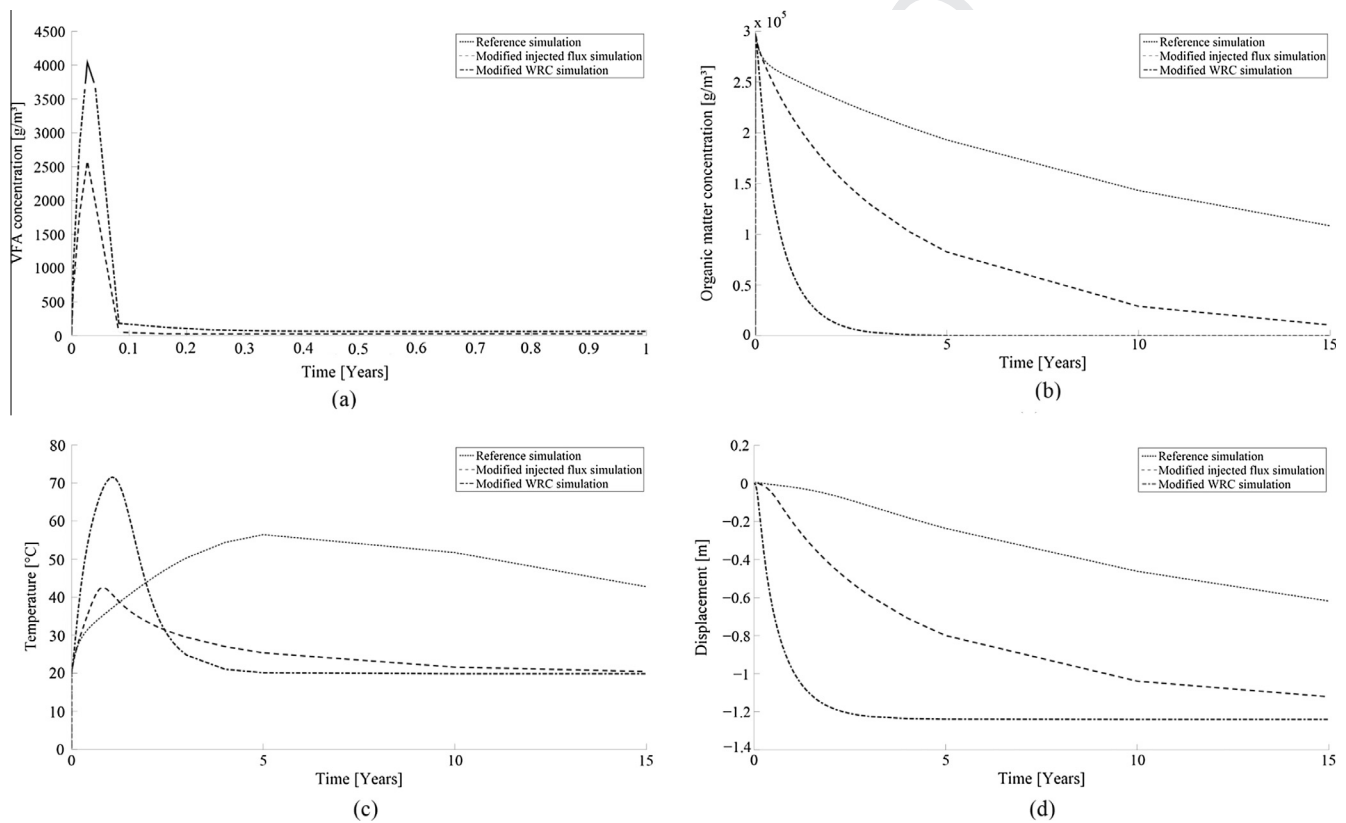 4500
4000
3500
3000
2500
2000
1500
1000
500
0
VFA concentration [g/m³]
Reference simulation
Modified injected flux simulation
Modified WRC simulation
0 0.1 0.2 0.3 0.4 0.5 0.6 0.7 0.8 0.9 1
Time [Years]
(a)
x 10⁵
3
2.5
2
1.5
1
0.5
0
Organic matter concentration [g/m³]
Reference simulation
Modified injected flux simulation
Modified WRC simulation
0 5 10 15
Time [Years]
(b)
80
70
60
50
40
30
20
10
0
Temperature [°C]
Reference simulation
Modified injected flux simulation
Modified WRC simulation
0 5 10 15
Time [Years]
(c)
0.2
0
−0.2
−0.4
−0.6
−0.8
−1
−1.2
−1.4
Displacement [m]
Reference simulation
Modified injected flux simulation
Modified WRC simulation
0 5 10 15
Time [Years]
(d)